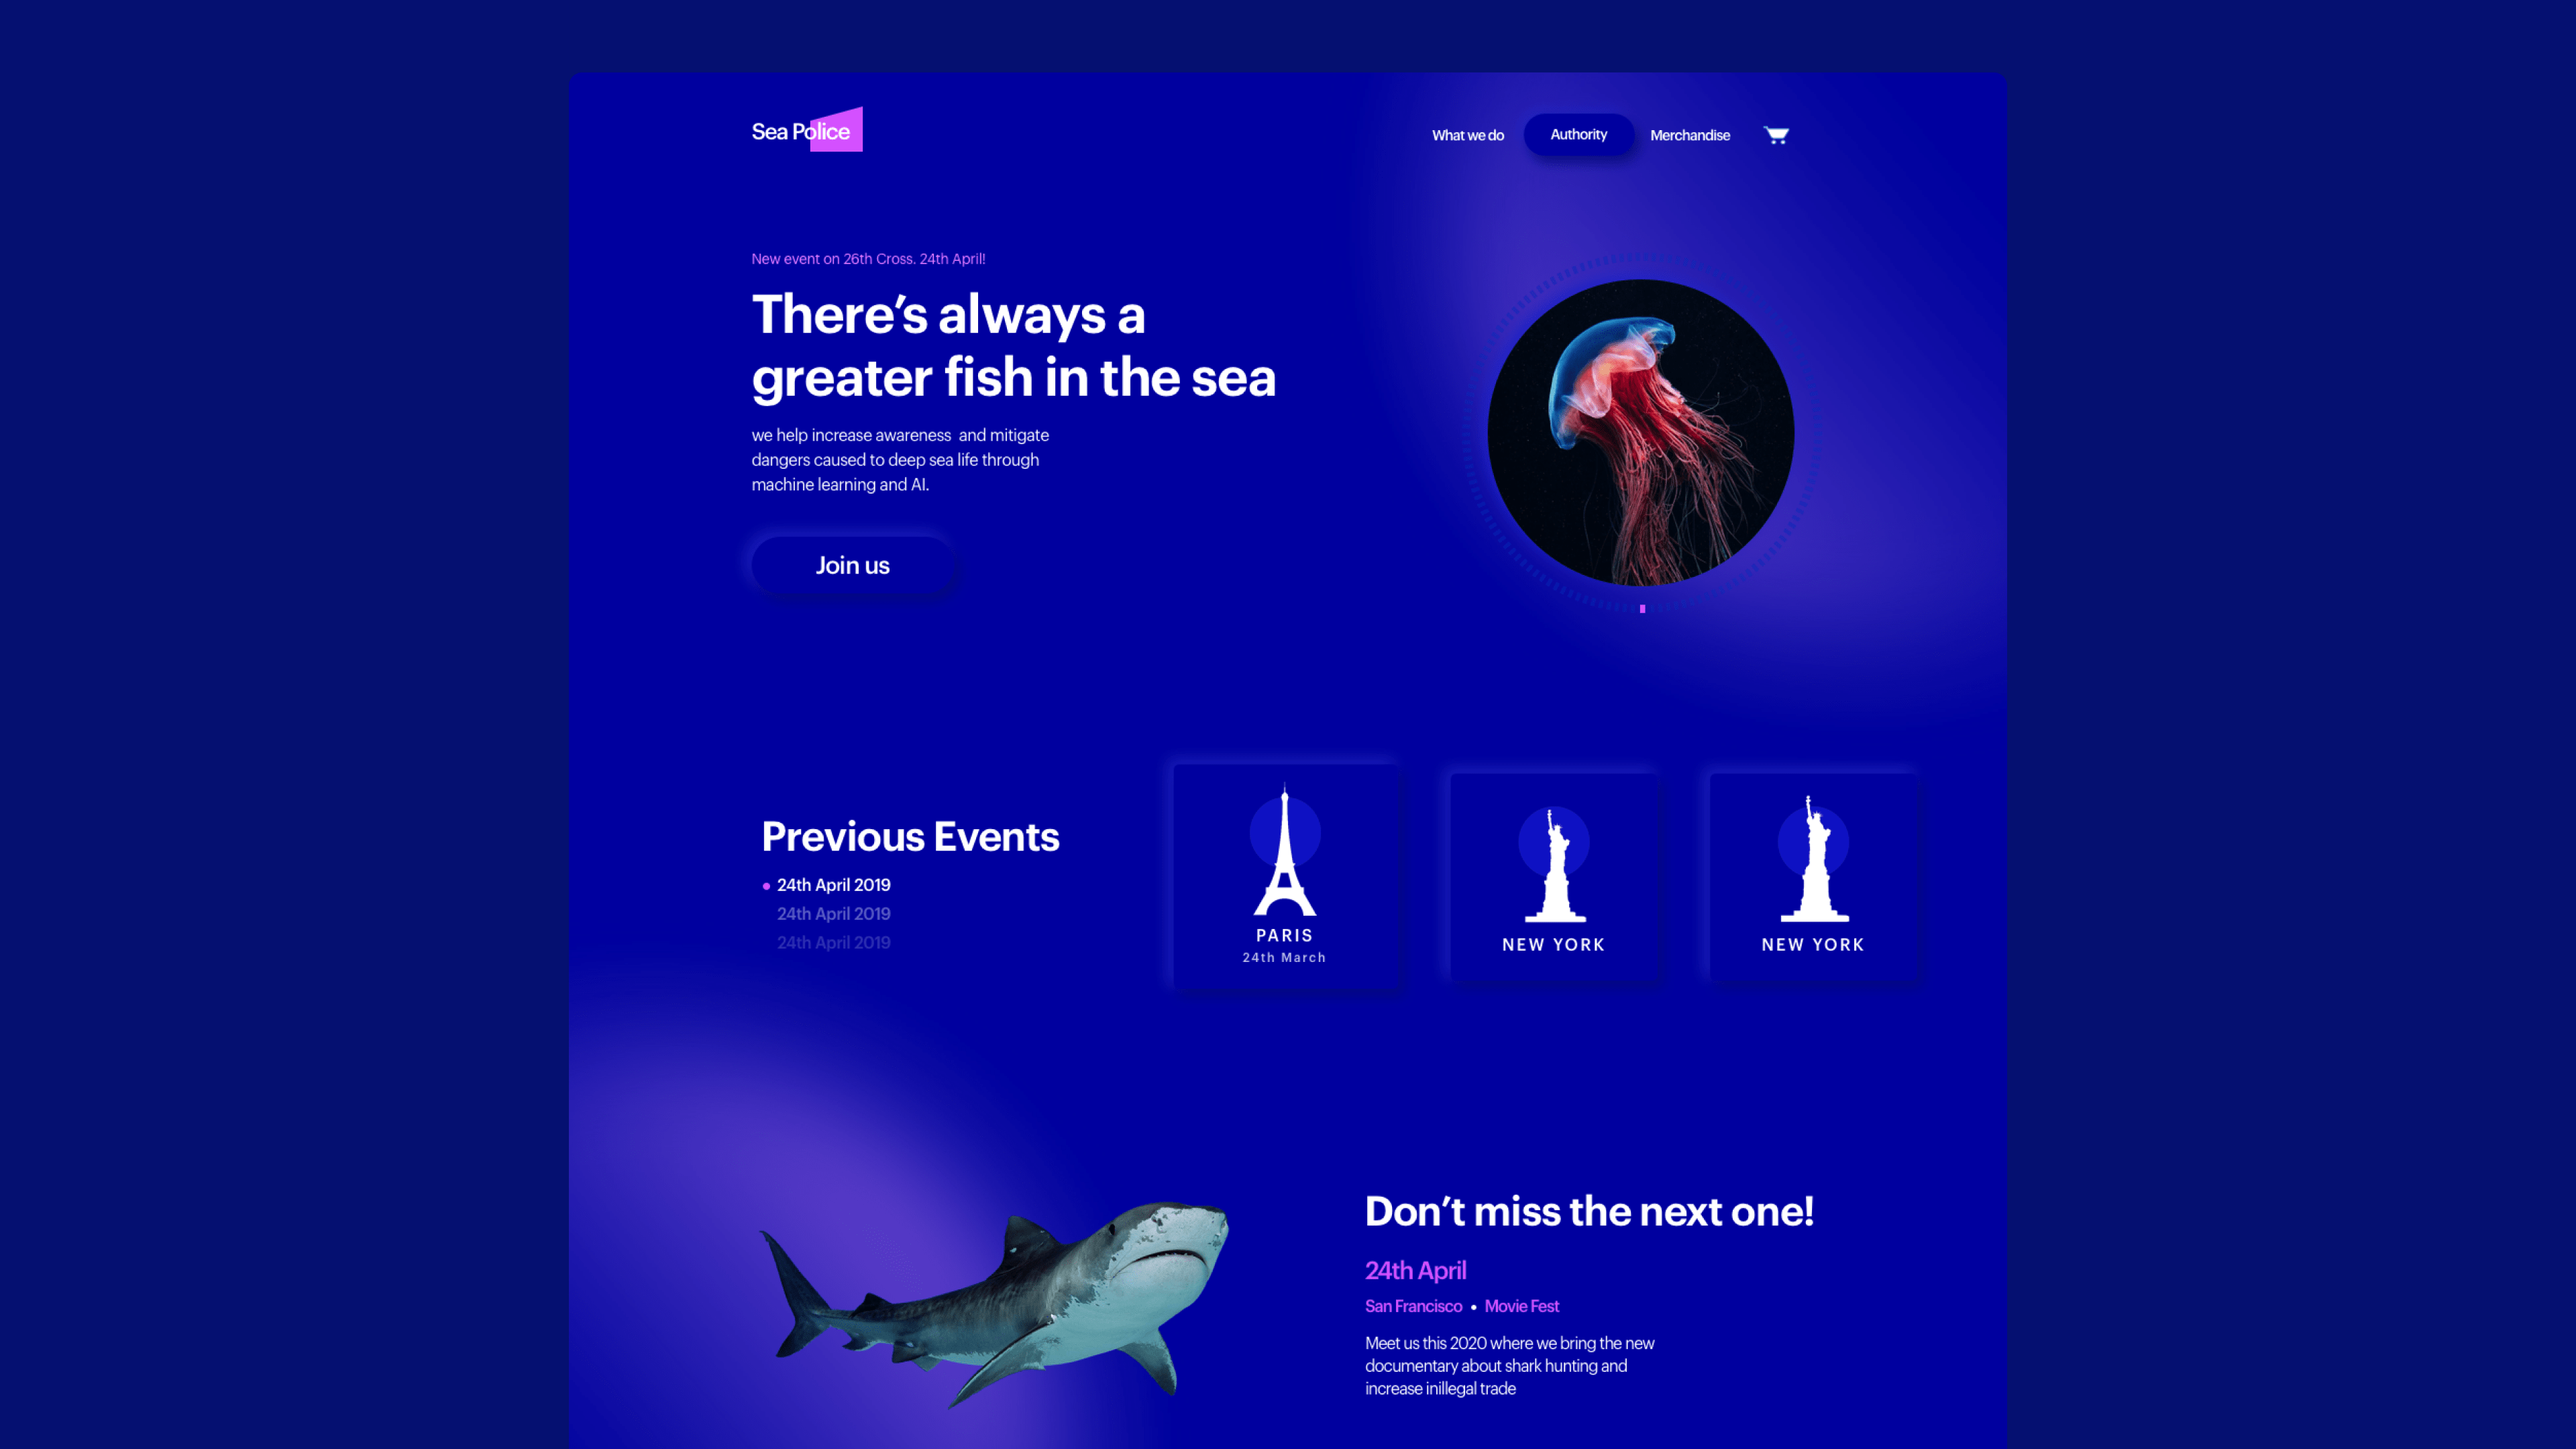 Sea Police
What we do
Authority
Merchandise
New event on 26th Cross. 24th April!
There’s always a
greater fish in the sea
we help increase awareness  and mitigate
dangers caused to deep sea life through
machine learning and AI.
Join us
Previous Events
24th April 2019
24th April 2019
24th April 2019
PARIS
24th March
NEW YORK
NEW YORK
Don’t miss the next one!
24th April
San Francisco • Movie Fest
Meet us this 2020 where we bring the new
documentary about shark hunting and
increase inillegal trade